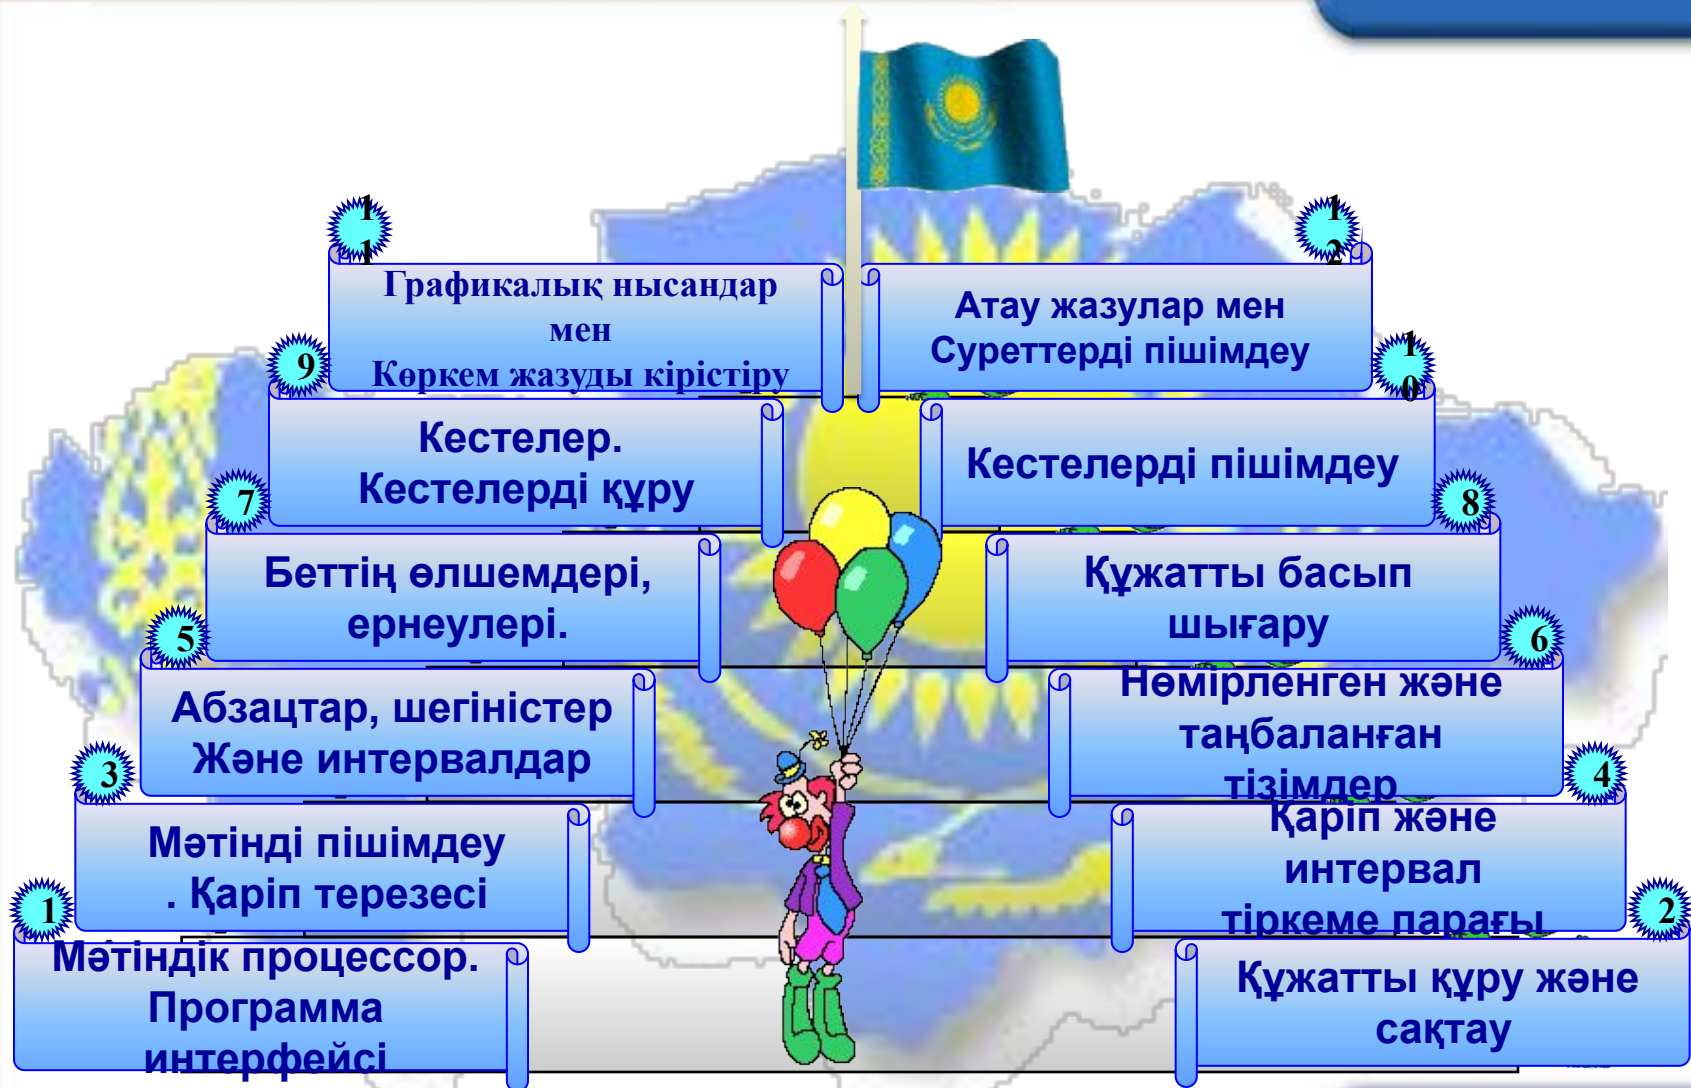 11
Графикалық нысандар
мен
Көркем жазуды кірістіру
12
Атау жазулар мен
Суреттерді пішімдеу
9
Кестелер.
Кестелерді құру
10
Кестелерді пішімдеу
7
Беттің өлшемдері,
ернеулері.
8
Құжатты басып
шығару
5
Абзацтар, шегіністер
Және интервалдар
6
Нөмірленген және
таңбаланған
тізімдер
3
Мәтінді пішімдеу
. Қаріп терезесі
4
Қаріп және
интервал
тіркеме парағы
1
Мәтіндік процессор.
Программа
интерфейсі
2
Құжатты құру және
сақтау